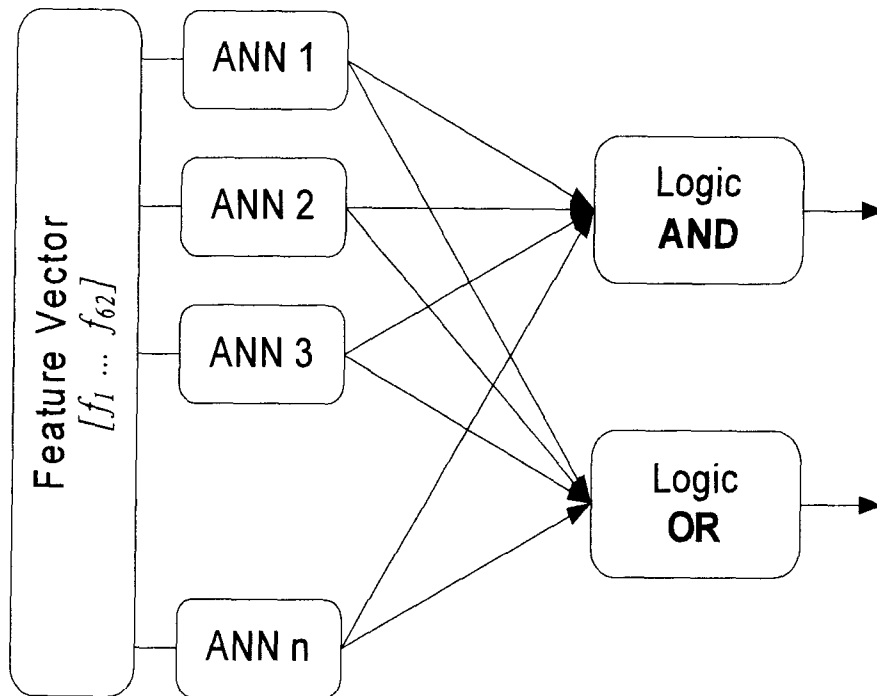 Feature Vector
[f1 ... f62]
ANN 1
ANN 2
ANN 3
ANN n
Logic
AND
Logic
OR